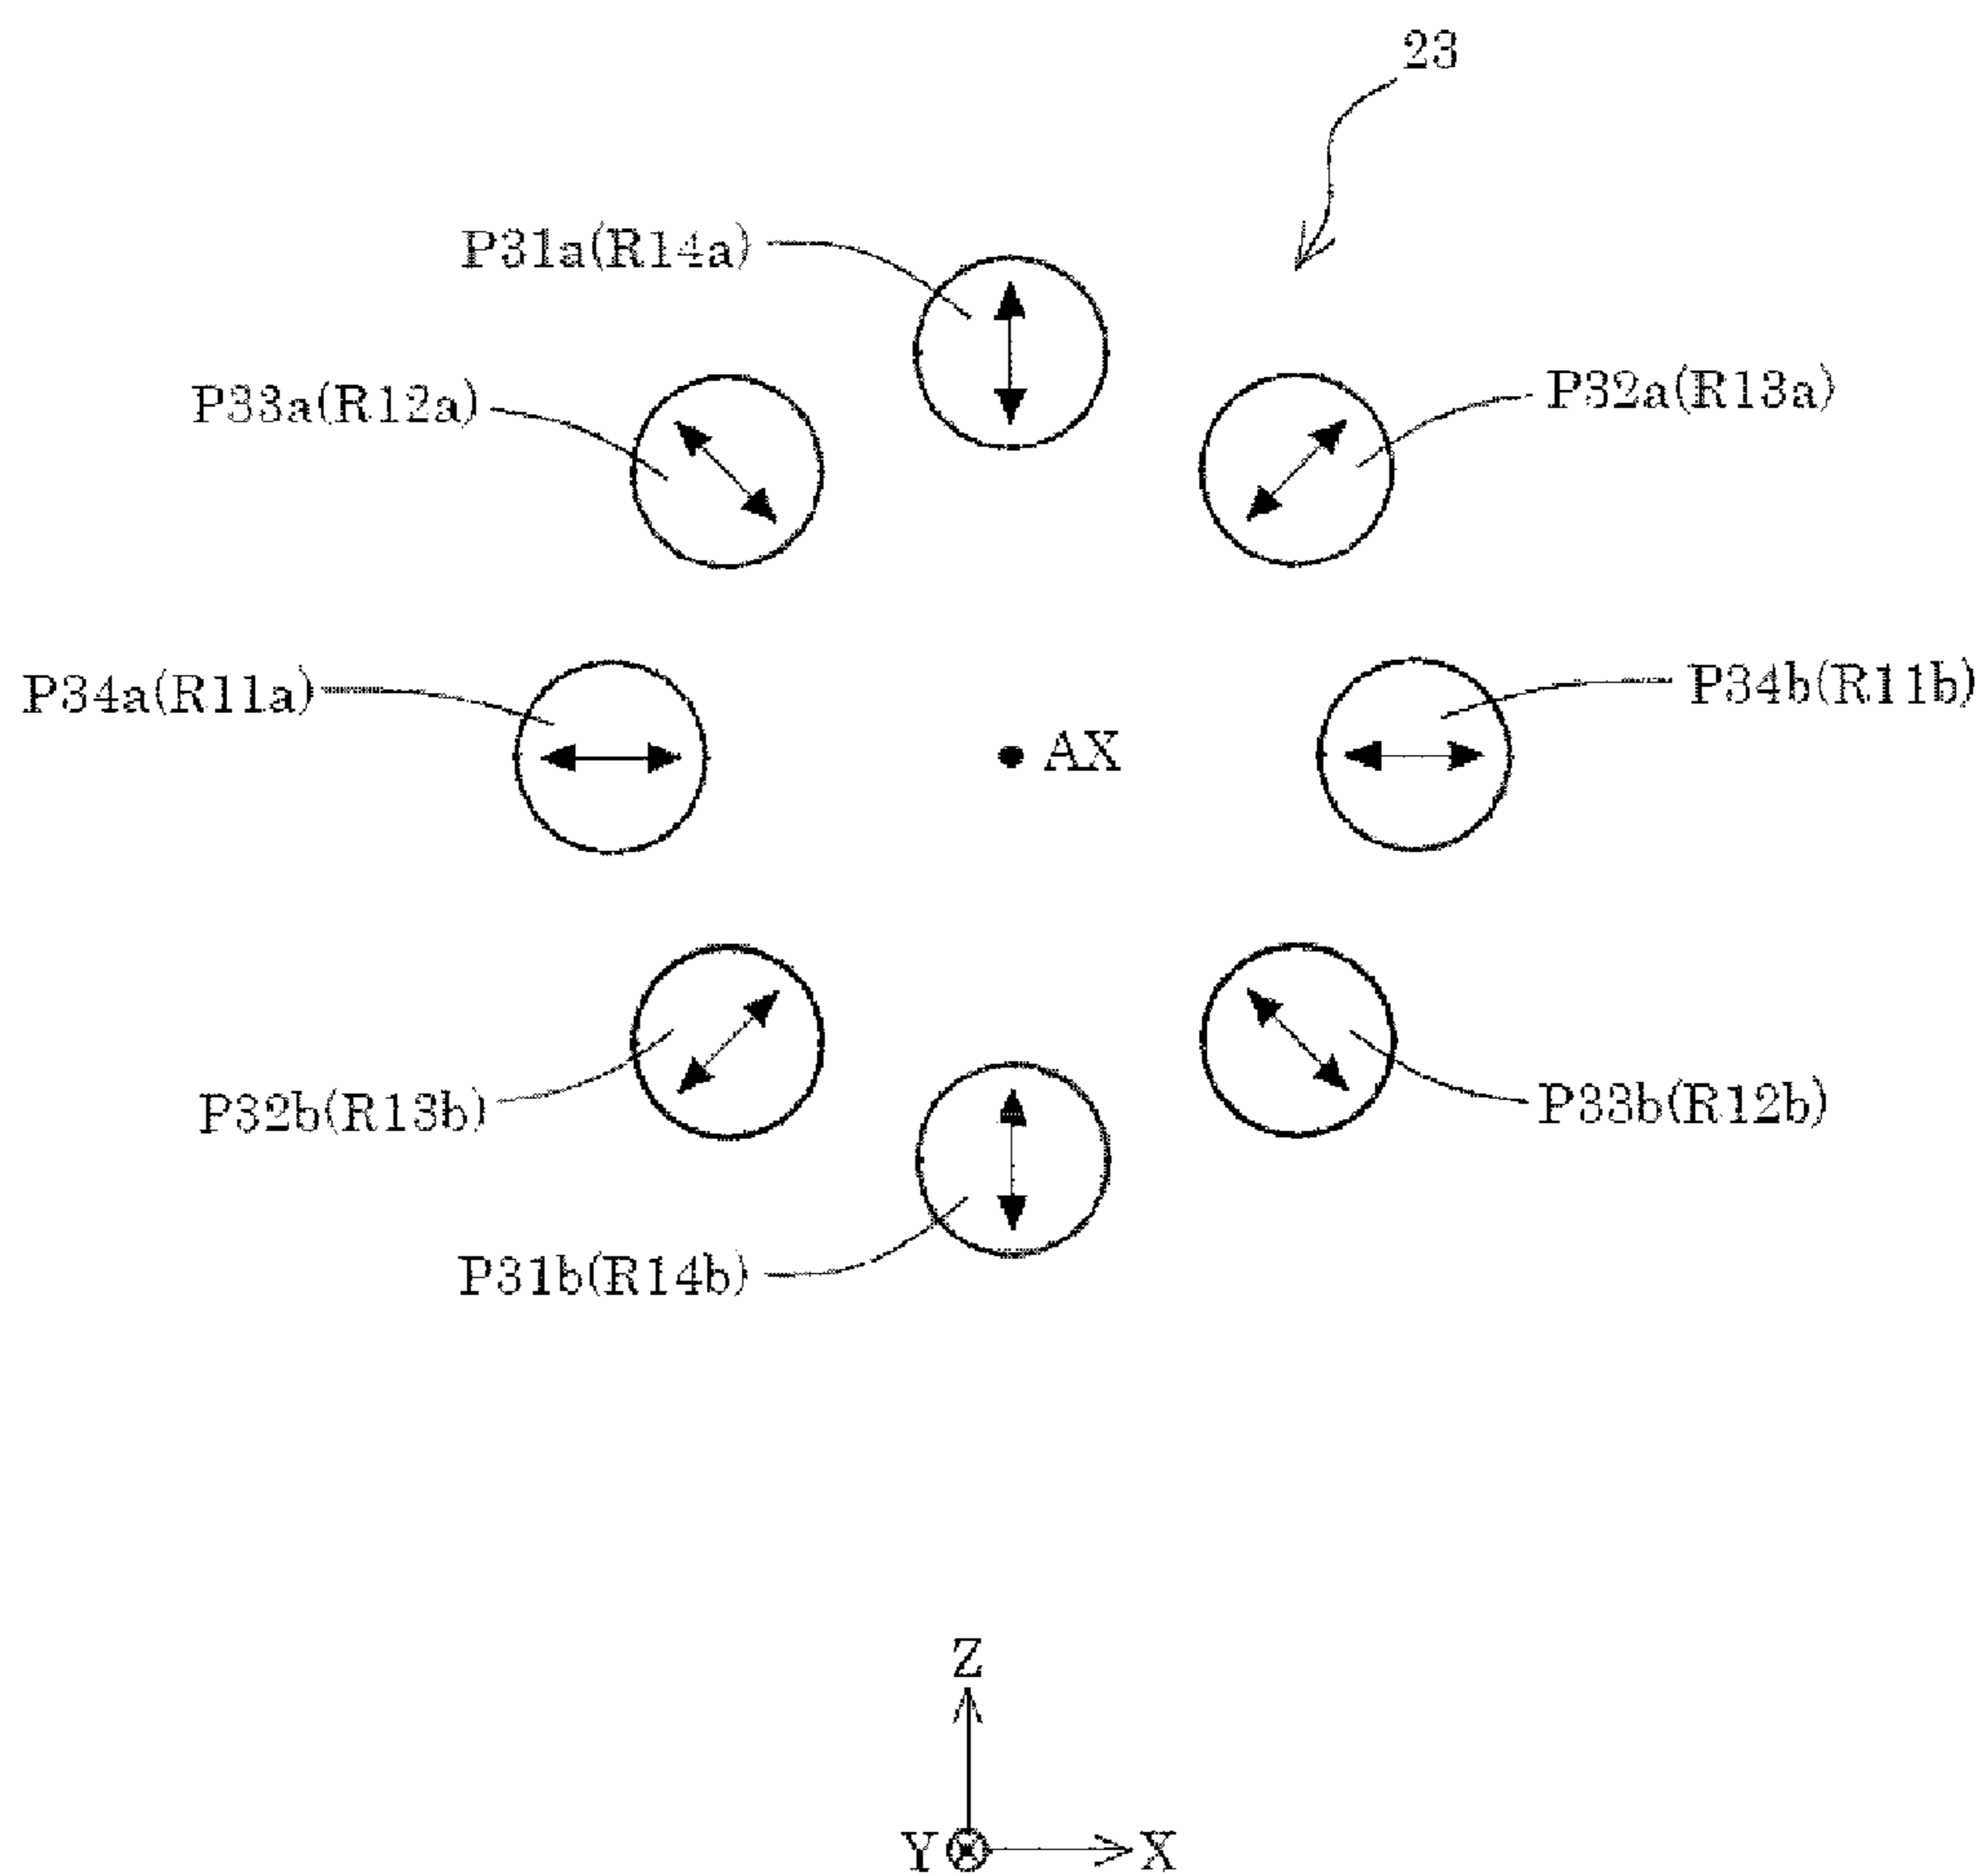 23
P31a(R14a)
P33a(R12a)
P32a(R13a)
P34a(R11a)
P34b(R11b)
AX
P32b(R13b)
P33b(R12b)
P31b(R14b)
Z
Y
X